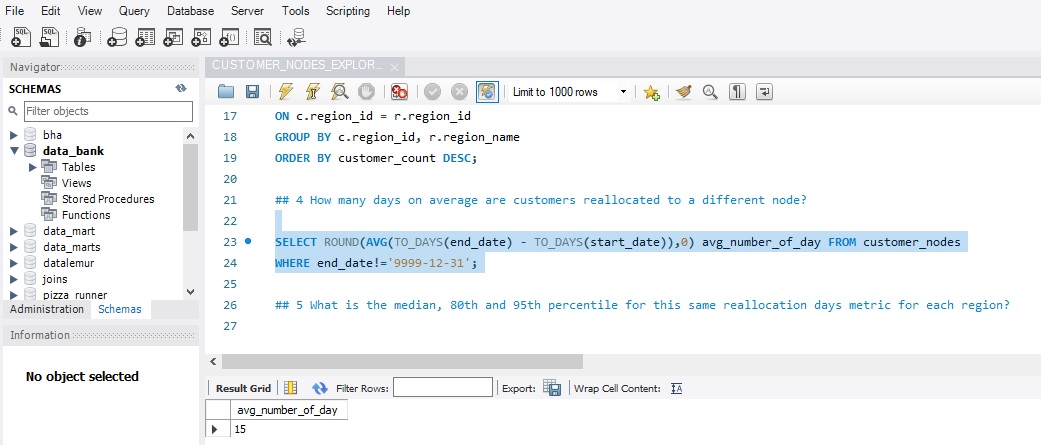 File Edit View Query Database Server Tools Scripting Help
Navigator
SCHEMAS
Filter objects
bha
data_bank
Tables
Views
Stored Procedures
Functions
data_mart
data_marts
datalemur
joins
pizza_runner
Administration Schemas
Information
No object selected
CUSTOMER_NODES_EXPLOR...
Limit to 1000 rows
17 ON c.region_id = r.region_id
18 GROUP BY c.region_id, r.region_name
19 ORDER BY customer_count DESC;
20
21 ## 4 How many days on average are customers reallocated to a different node?
22
23 SELECT ROUND(AVG(TO_DAYS(end_date) - TO_DAYS(start_date)),0) avg_number_of_day FROM customer_nodes
24 WHERE end_date!='9999-12-31';
25
26 ## 5 What is the median, 80th and 95th percentile for this same reallocation days metric for each region?
27
Result Grid Filter Rows: Export: Wrap Cell Content:
avg_number_of_day
15